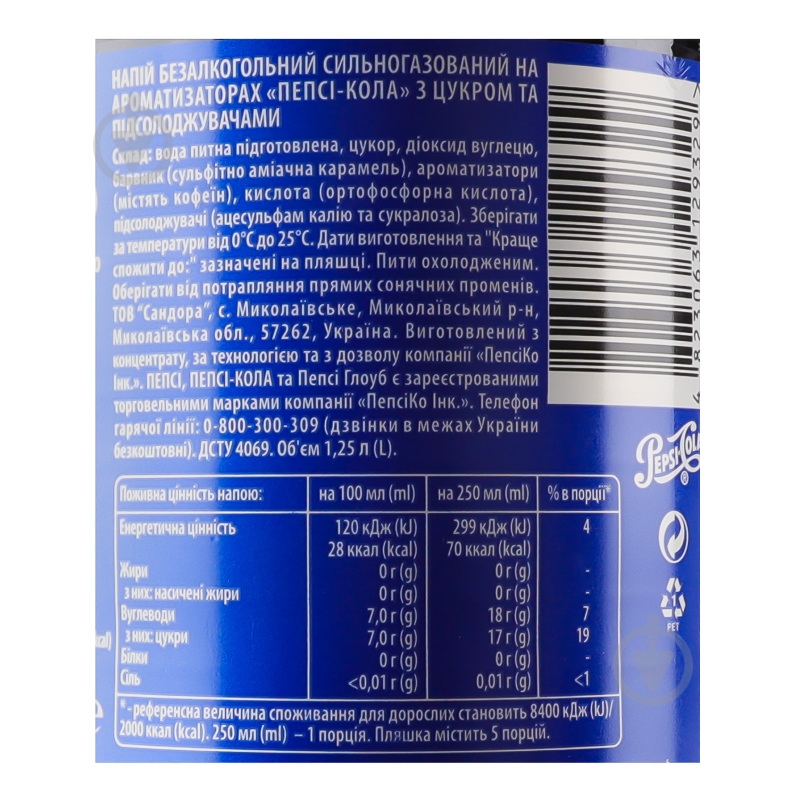 НАПІЙ БЕЗАЛКОГОЛЬНИЙ СИЛЬНОГАЗОВАНИЙ НА
АРОМАТИЗАТОРАХ «ПЕПСІ-КОЛА» З ЦУКРОМ ТА
ПІДСОЛОДЖУВАЧАМИ
Склад: вода питна підготовлена, цукор, діоксид вуглецю,
барвник (сульфітно аміачна карамель), ароматизатори
(містять кофеїн), кислота (ортофосфорна кислота),
підсолоджувачі (ацесульфам калію та сукралоза). Зберігати
за температури від 0°С до 25°С. Дати виготовлення та "Краще
спожити до:" зазначені на пляшці. Пити охолодженим.
Оберігати від потрапляння прямих сонячних променів.
ТОВ "Сандора", с. Миколаївське, Миколаївський р-н,
Миколаївська обл., 57262, Україна. Виготовлений з
концентрату, за технологією та з дозволу компанії «ПепсіКо
Інк.». ПЕПСІ, ПЕПСІ-КОЛА та Пепсі Глоуб є зареєстрованими
торговельними марками компанії «ПепсіКо Інк.». Телефон
гарячої лінії: 0-800-300-309 (дзвінки в межах України
безкоштовні). ДСТУ 4069. Об'єм 1,25 л (L).
Поживна цінність напою: на 100 мл (ml) на 250 мл (ml) % в порції*
Енергетична цінність 120 кДж (kJ) 299 кДж (kJ) 4
28 ккал (kcal) 70 ккал (kcal)
Жири 0 г (g) 0 г (g) -
з них: насичені жири 0 г (g) 0 г (g) -
Вуглеводи 7,0 г (g) 18 г (g) 7
з них: цукри 7,0 г (g) 17 г (g) 19
Білки 0 г (g) 0 г (g) -
Сіль <0,01 г (g) 0,01 г (g) <1
* - референсна величина споживання для дорослих становить 8400 кДж (kJ)/
2000 ккал (kcal). 250 мл (ml) – 1 порція. Пляшка містить 5 порцій.
4 823063 129329
PEPSI-COLA
®
1
PET